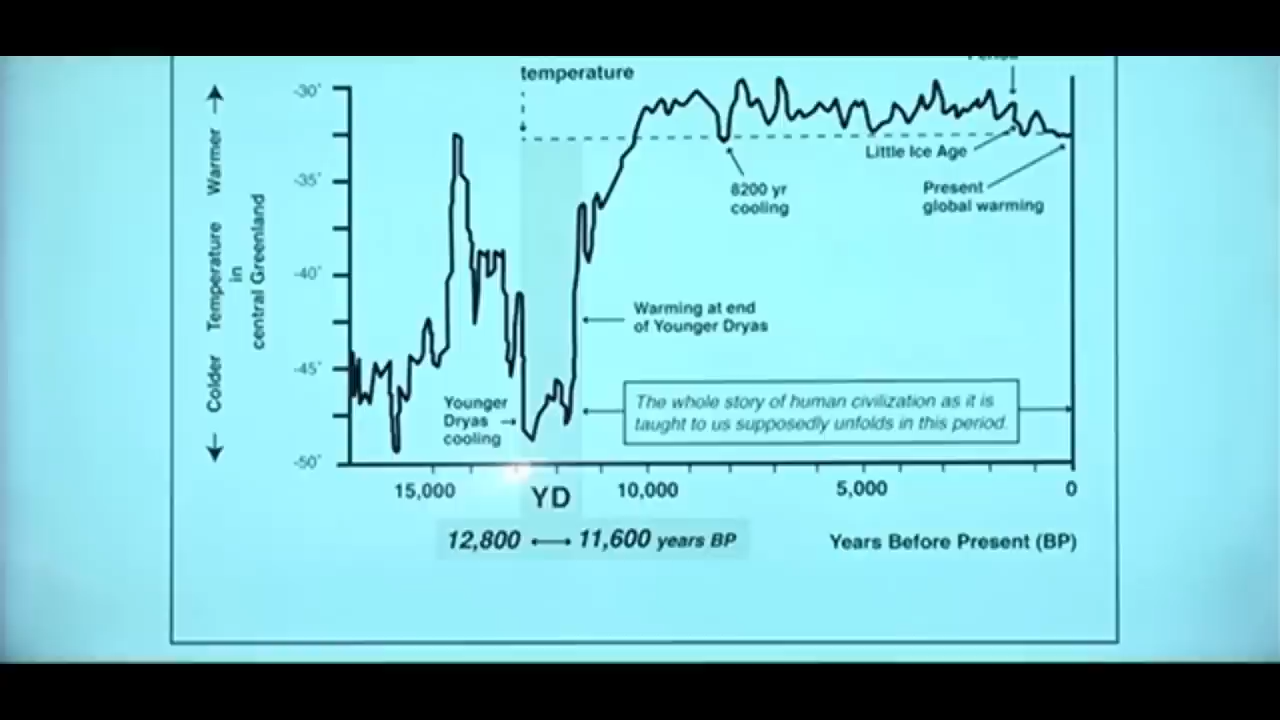 temperature
-30°
-35°
-40°
-45°
-50°
Colder Temperature Warmer
in
central Greenland
Little Ice Age
8200 yr
cooling
Present
global warming
Warming at end
of Younger Dryas
Younger
Dryas
cooling
The whole story of human civilization as it is
taught to us supposedly unfolds in this period.
15,000
10,000
5,000
0
YD
12,800 ⟷ 11,600 years BP
Years Before Present (BP)